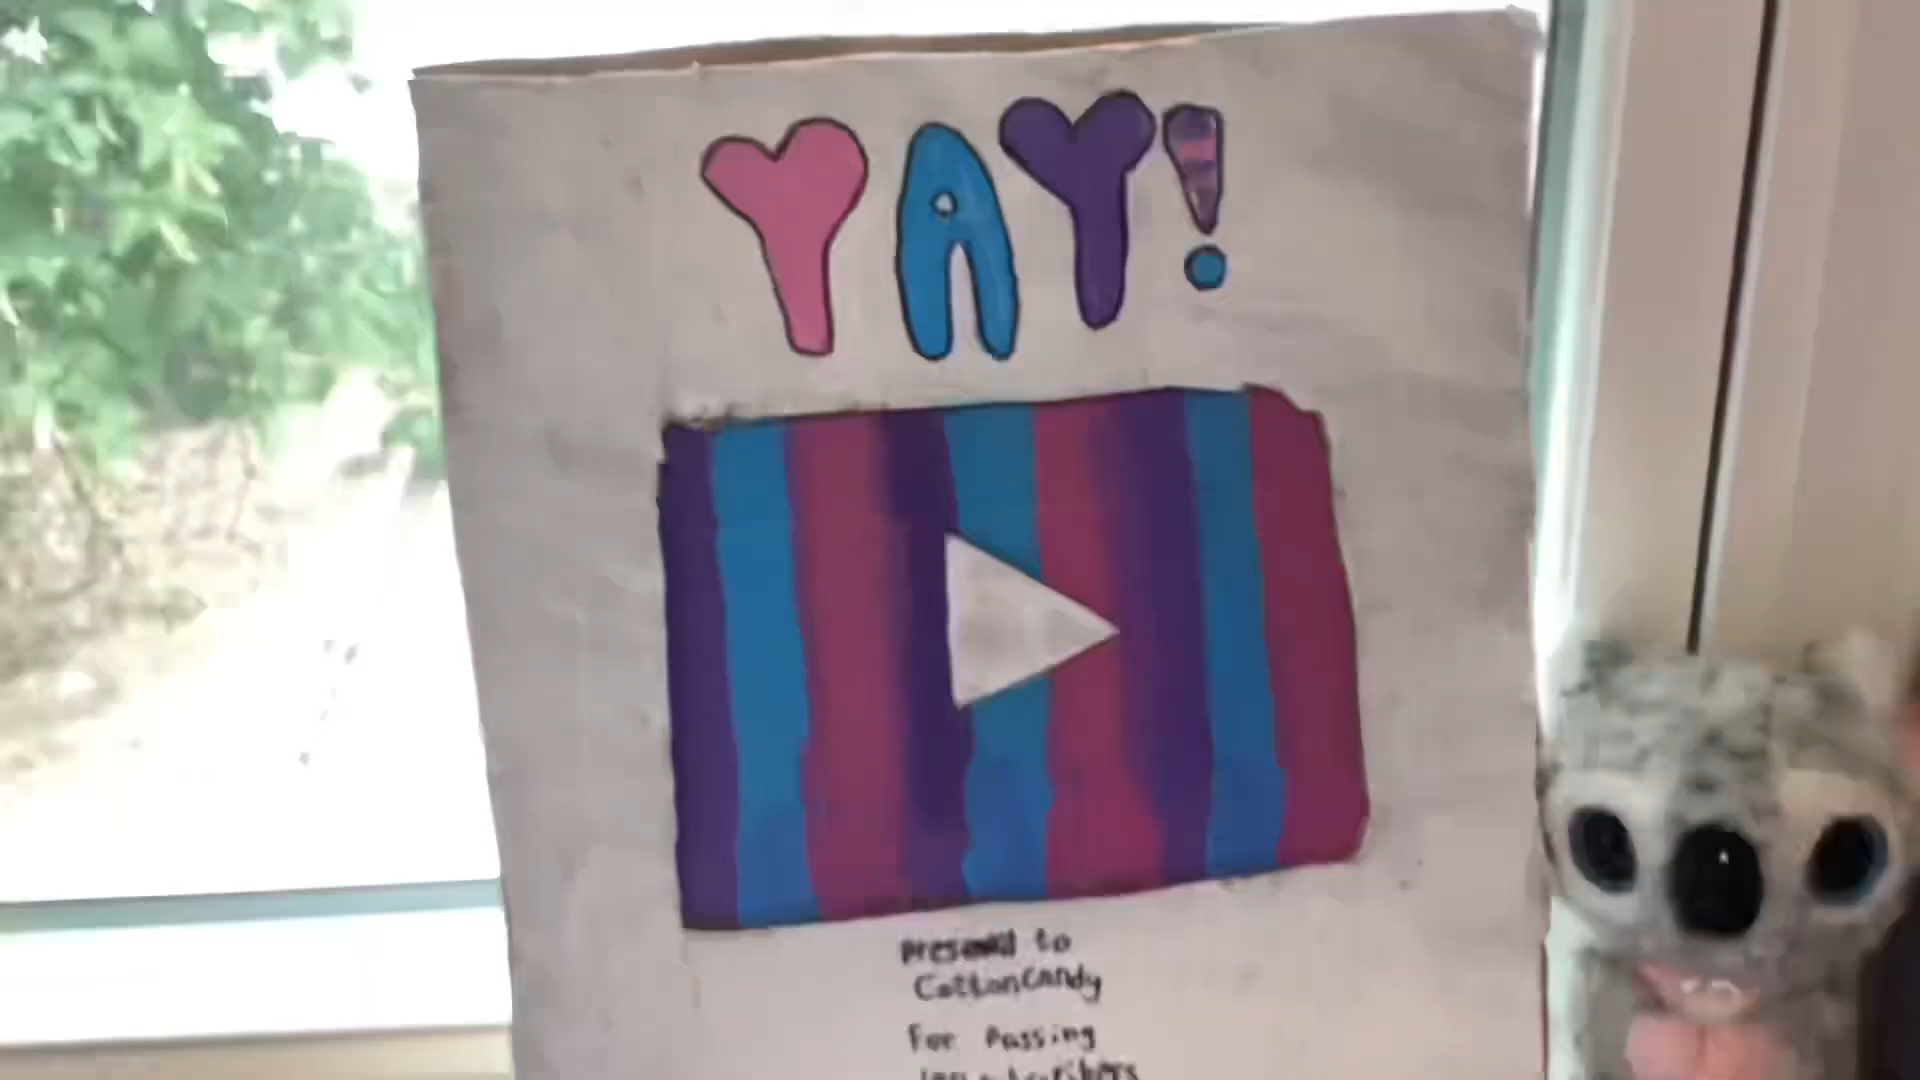 YAY!
Presented to
CottonCandy
For Passing